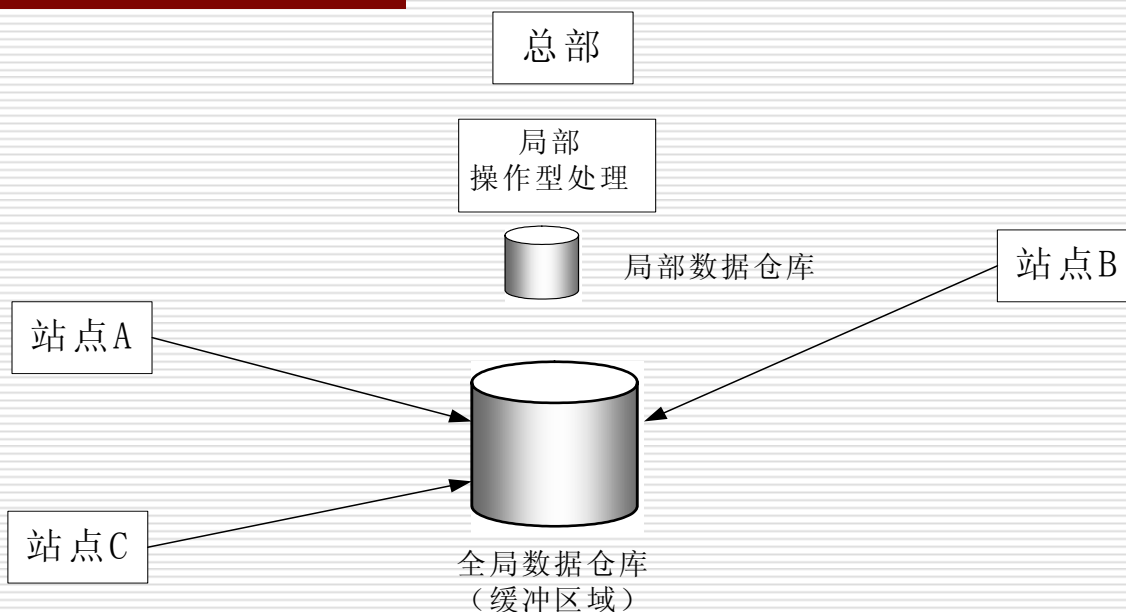 总部
局部
操作型处理
局部数据仓库
站点B
站点A
站点C
全局数据仓库
（缓冲区域）